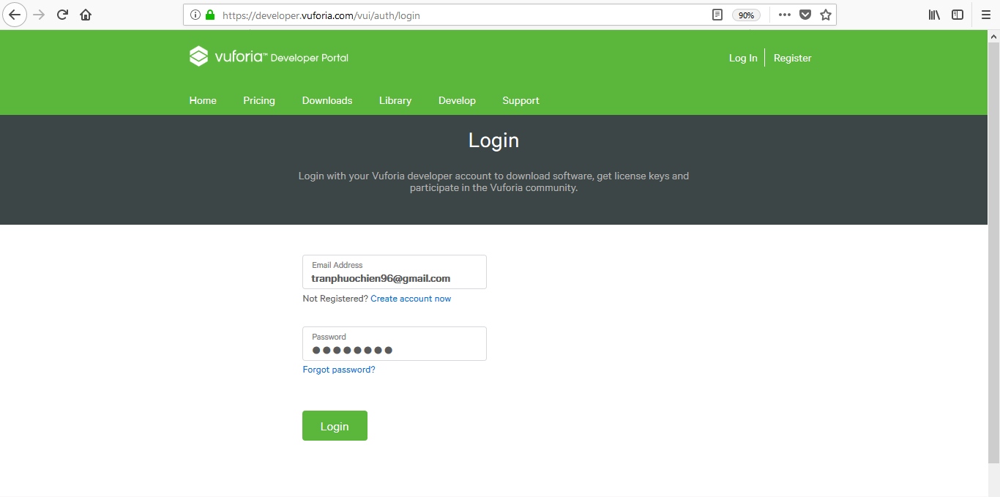 https://developer.vuforia.com/vui/auth/login
90%
vuforia™ Developer Portal
Log In
Register
Home
Pricing
Downloads
Library
Develop
Support
Login
Login with your Vuforia developer account to download software, get license keys and
participate in the Vuforia community.
Email Address
tranphuochien96@gmail.com
Not Registered? Create account now
Password
Forgot password?
Login